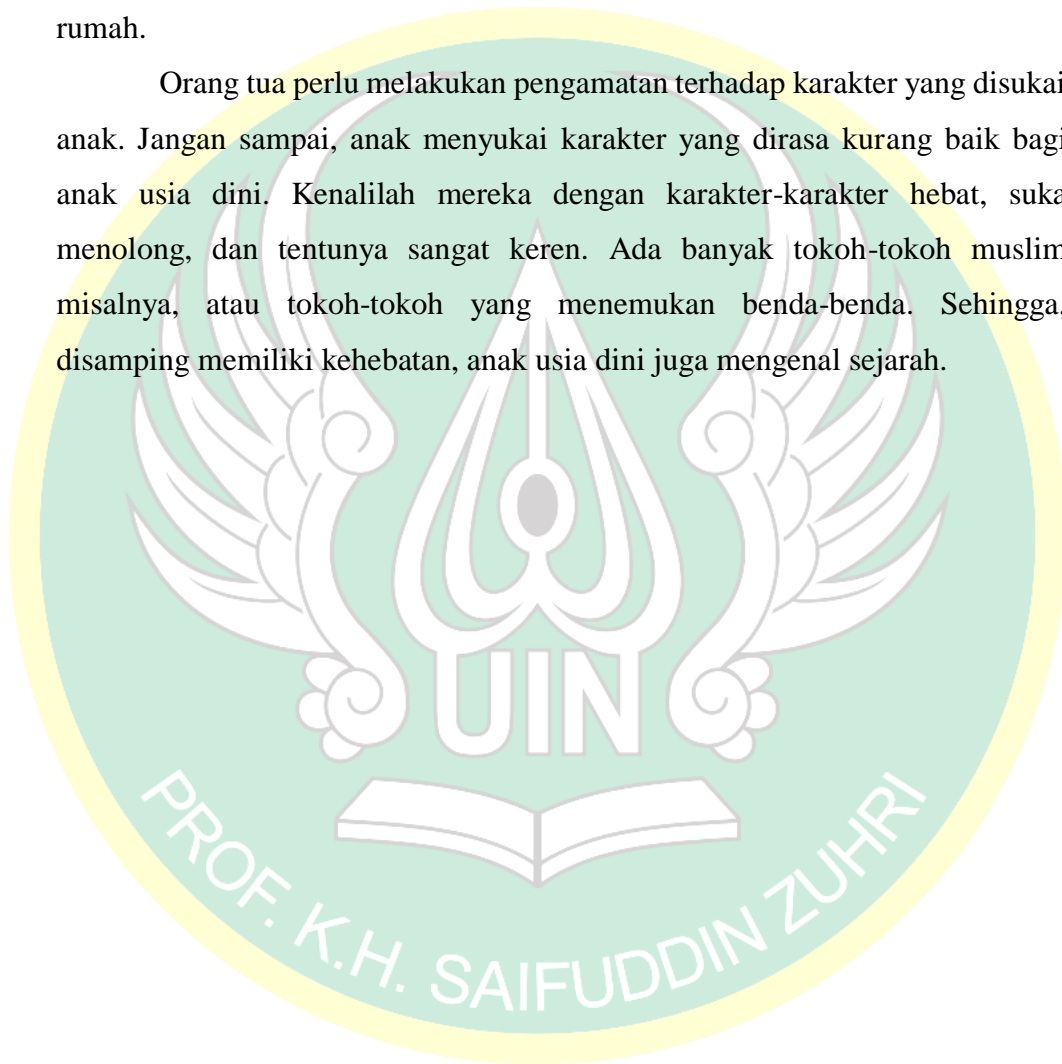 rumah.
Orang tua perlu melakukan pengamatan terhadap karakter yang disukai
anak. Jangan sampai, anak menyukai karakter yang dirasa kurang baik bagi
anak usia dini. Kenalilah mereka dengan karakter-karakter hebat, suka
menolong, dan tentunya sangat keren. Ada banyak tokoh-tokoh muslim
misalnya, atau tokoh-tokoh yang menemukan benda-benda. Sehingga,
disamping memiliki kehebatan, anak usia dini juga mengenal sejarah.
UIN
PROF. K.H. SAIFUDDIN ZUHRI